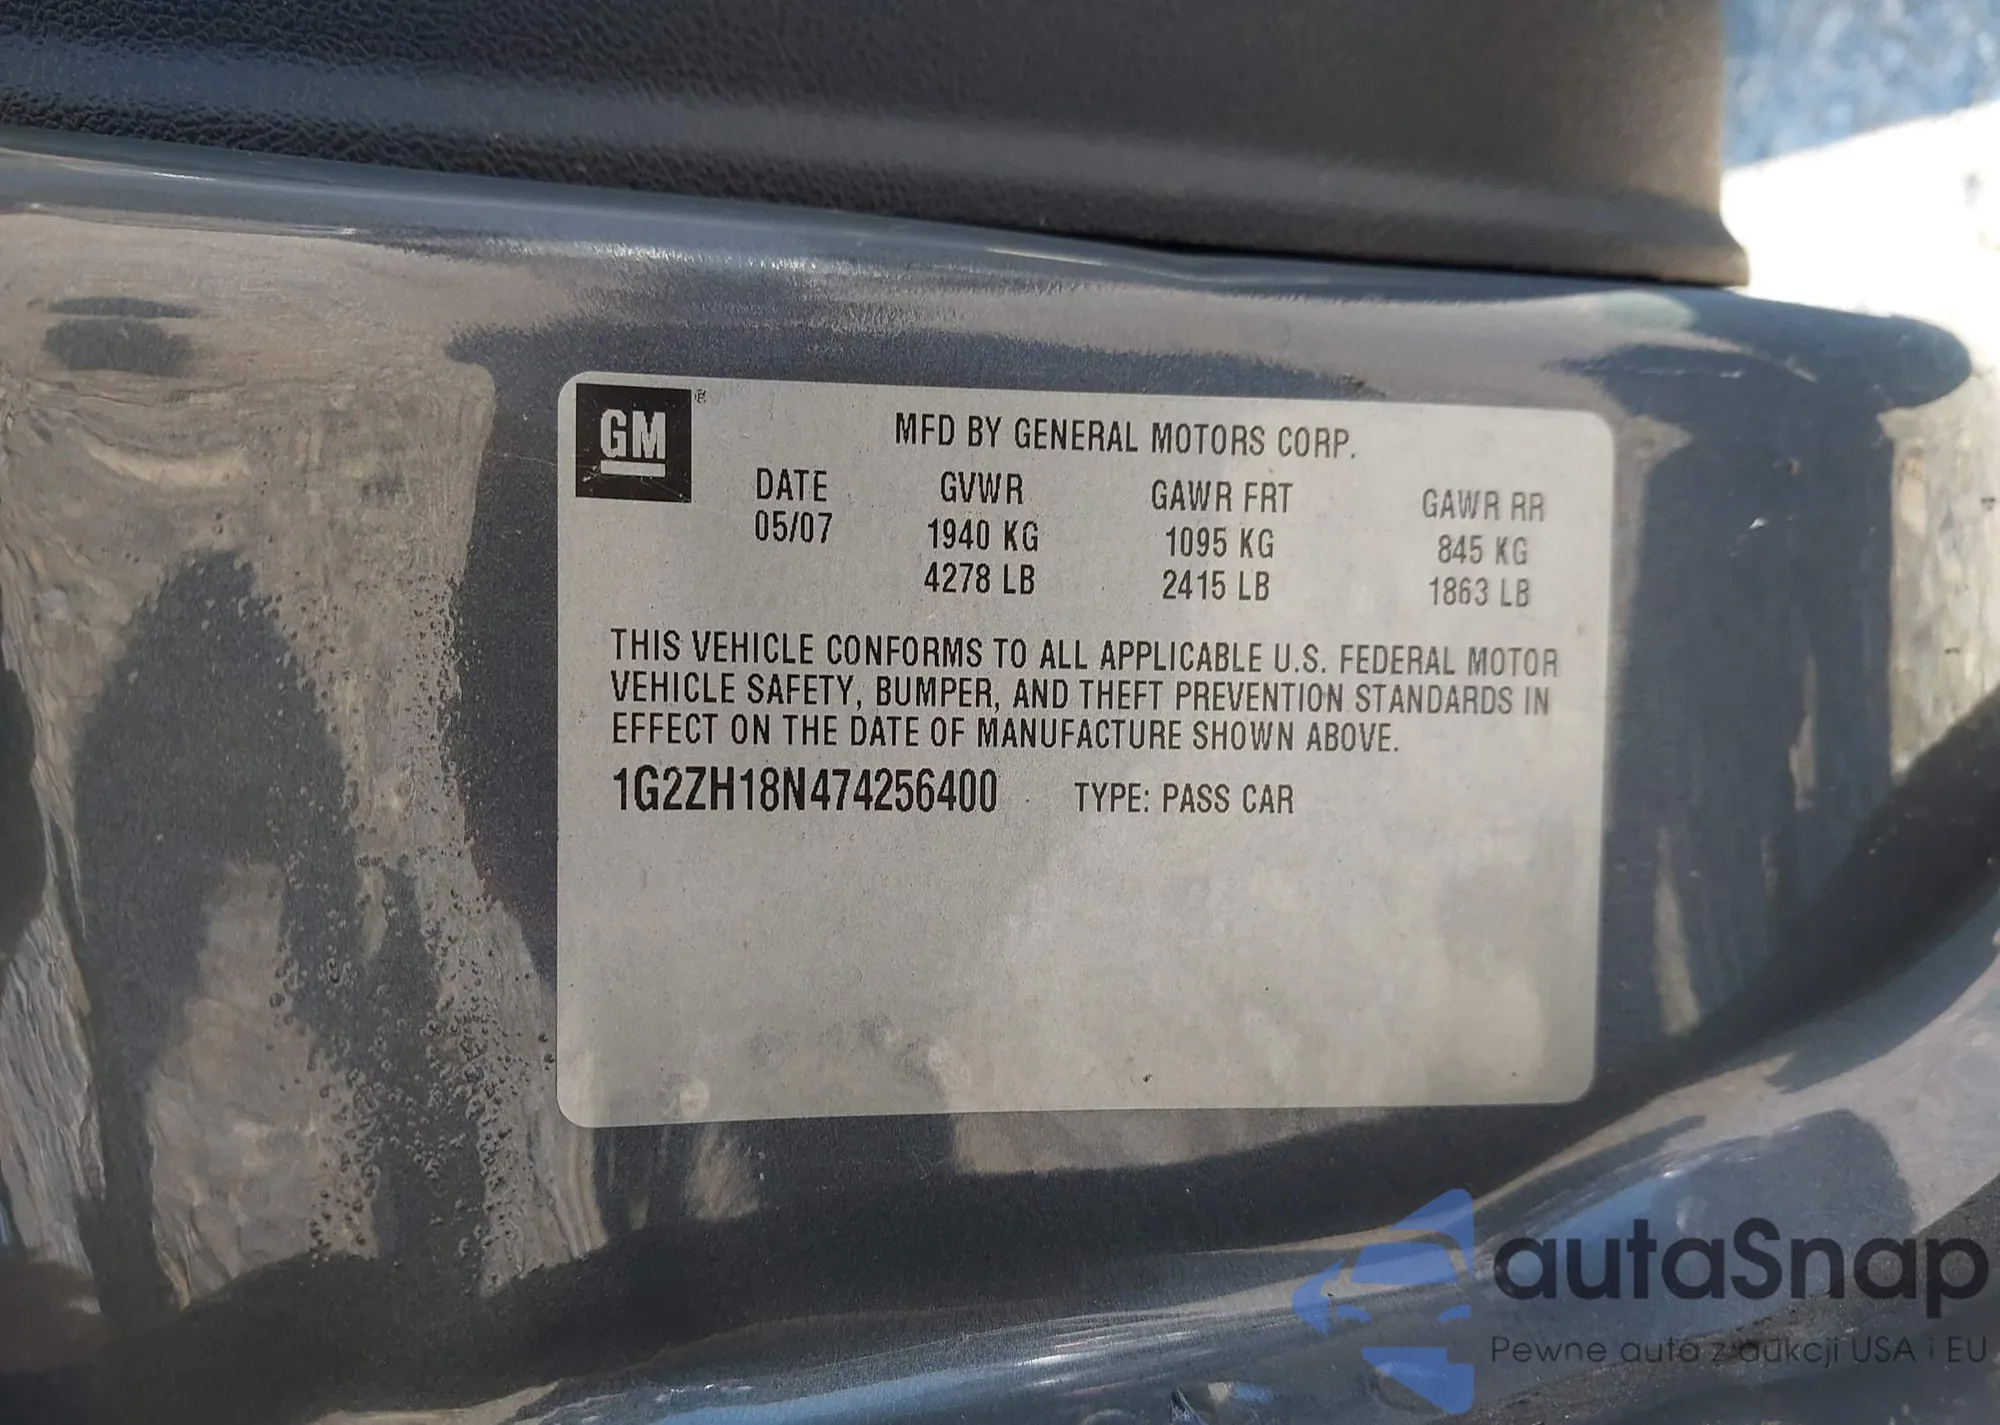 GM
MFD BY GENERAL MOTORS CORP.
DATE GVWR GAWR FRT GAWR RR
05/07 1940 KG 1095 KG 845 KG
4278 LB 2415 LB 1863 LB
THIS VEHICLE CONFORMS TO ALL APPLICABLE U.S. FEDERAL MOTOR
VEHICLE SAFETY, BUMPER, AND THEFT PREVENTION STANDARDS IN
EFFECT ON THE DATE OF MANUFACTURE SHOWN ABOVE.
1G2ZH18N474256400 TYPE: PASS CAR
autaSnap
Pewne auta z aukcji USA i EU